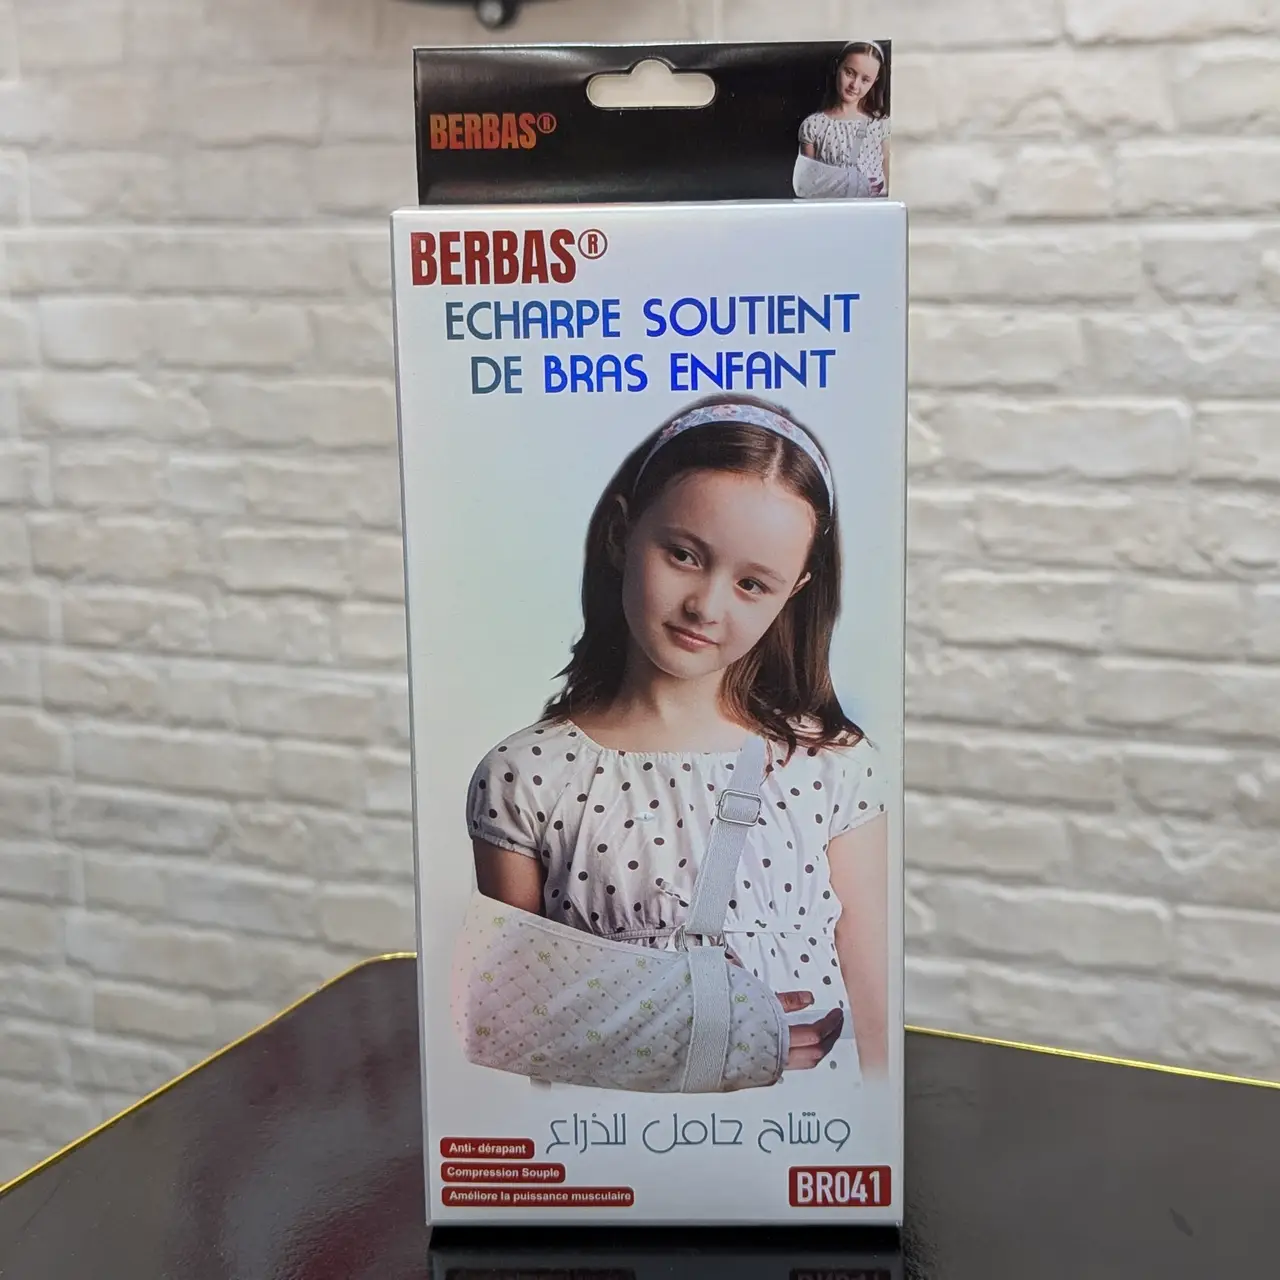 BERBAS®
BERBAS®
ECHARPE SOUTIENT
DE BRAS ENFANT
وشاح حامل للذراع
Anti- dérapant
Compression Souple
Améliore la puissance musculaire
BR041